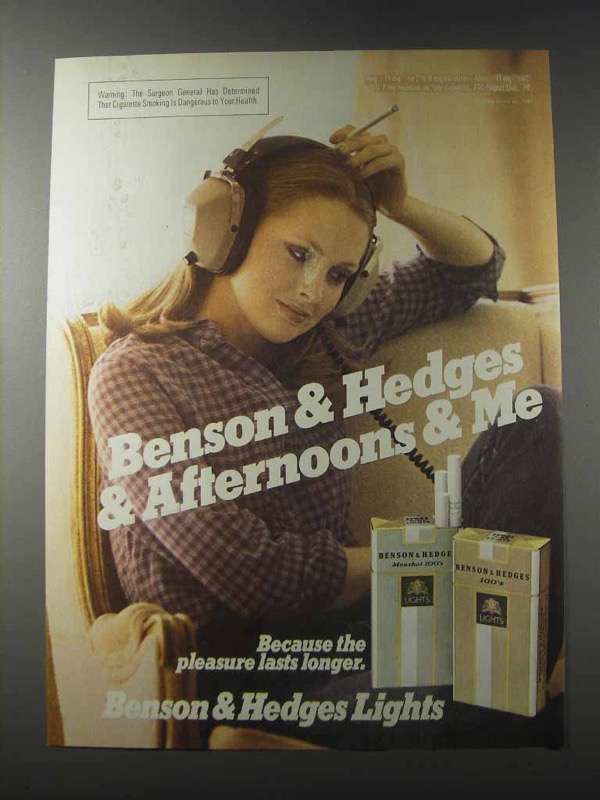 Warning: The Surgeon General Has Determined
That Cigarette Smoking Is Dangerous to Your Health.
Benson & Hedges
& Afternoons & Me
BENSON & HEDGE
Menthol 100's
LIGHTS
BENSON & HEDGES
100's
LIGHTS
Because the
pleasure lasts longer.
Benson & Hedges Lights